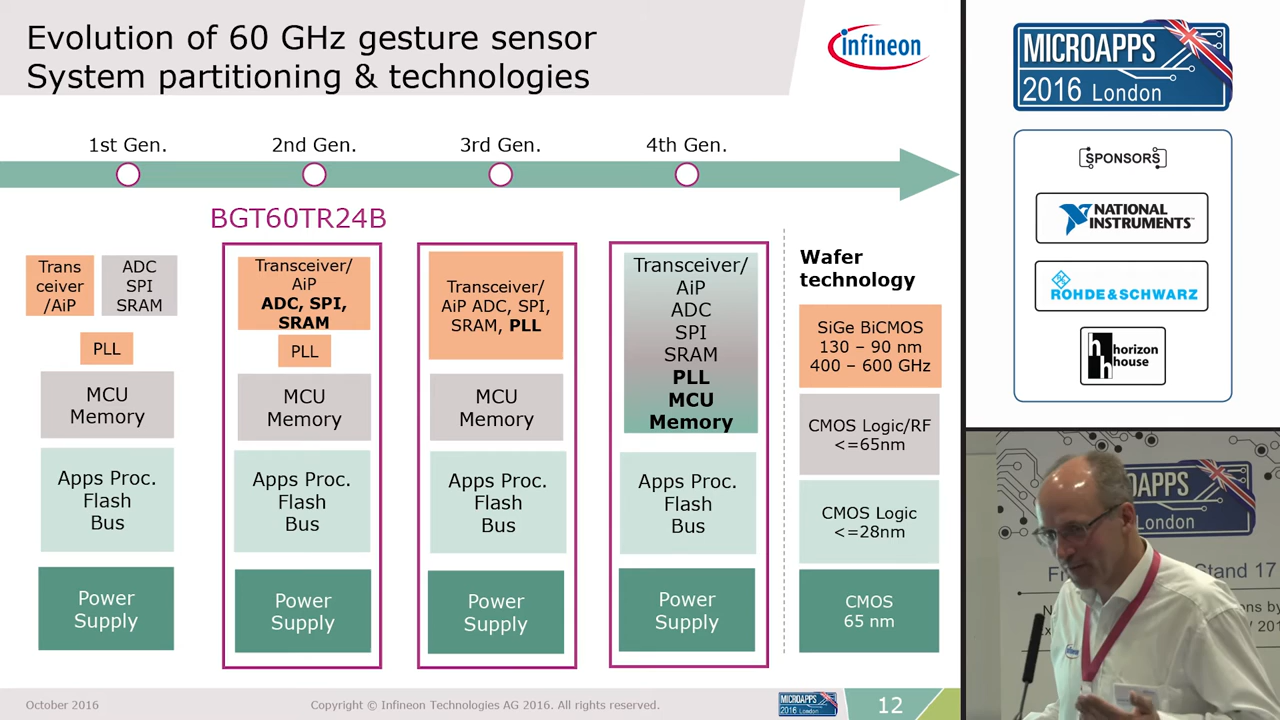 Evolution of 60 GHz gesture sensor
System partitioning & technologies
infineon
1st Gen.
2nd Gen.
3rd Gen.
4th Gen.
BGT60TR24B
Trans
ceiver
/AiP
ADC
SPI
SRAM
PLL
MCU
Memory
Apps Proc.
Flash
Bus
Power
Supply
Transceiver/
AiP
ADC, SPI,
SRAM
PLL
MCU
Memory
Apps Proc.
Flash
Bus
Power
Supply
Transceiver/
AiP ADC, SPI,
SRAM, PLL
MCU
Memory
Apps Proc.
Flash
Bus
Power
Supply
Transceiver/
AiP
ADC
SPI
SRAM
PLL
MCU
Memory
Apps Proc.
Flash
Bus
Power
Supply
Wafer
technology
SiGe BiCMOS
130 – 90 nm
400 – 600 GHz
CMOS Logic/RF
<=65nm
CMOS Logic
<=28nm
CMOS
65 nm
October
Copyright © Infineon Technologies AG 2016. All rights reserved.
MICROAPPS
2016 London
12
MICROAPPS
2016 London
SPONSORS
NATIONAL
INSTRUMENTS
ROHDE & SCHWARZ
horizon
house
APPS
London
Stand 17
infineon